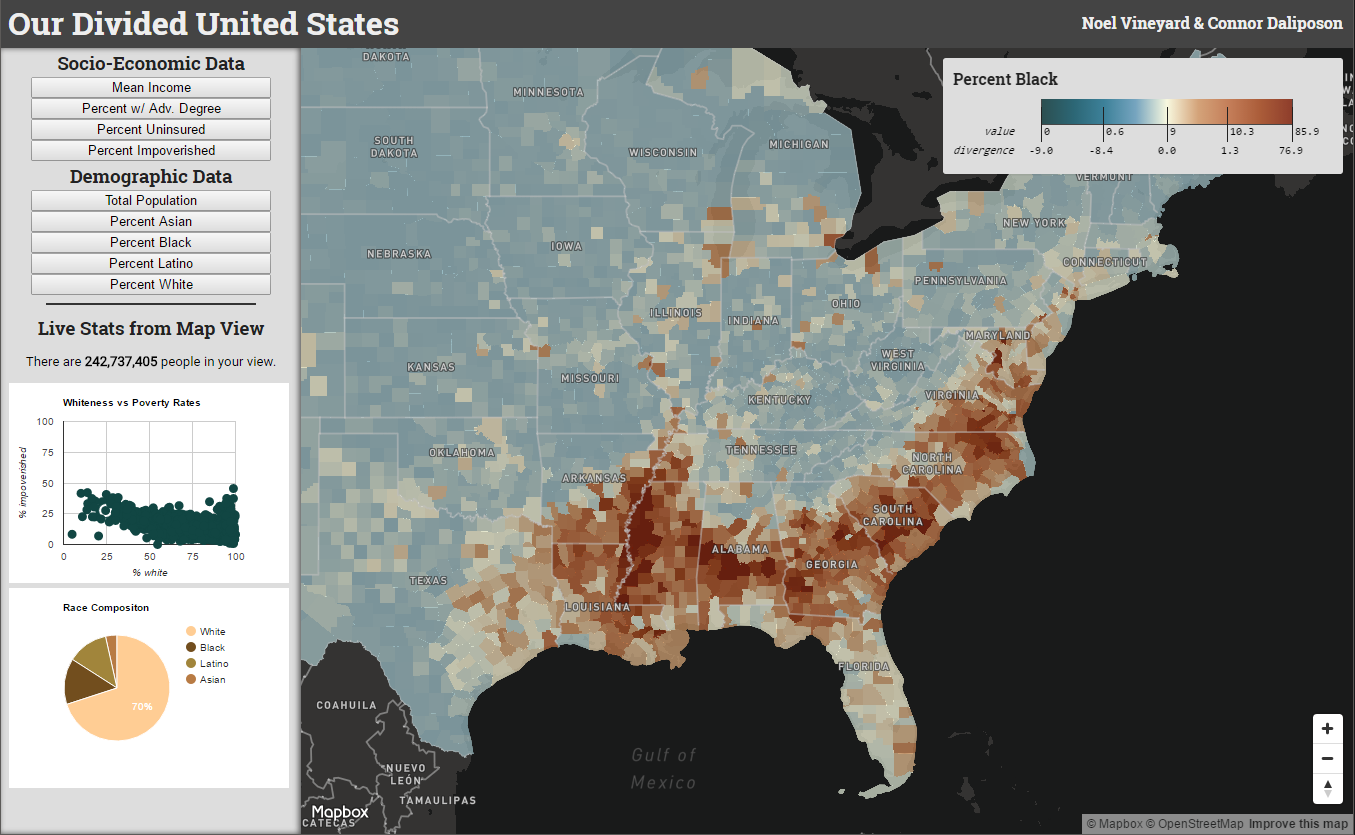 Our Divided United States
Noel Vineyard & Connor Daliposon
Socio-Economic Data
Mean Income
Percent w/ Adv. Degree
Percent Uninsured
Percent Impoverished
Demographic Data
Total Population
Percent Asian
Percent Black
Percent Latino
Percent White
Live Stats from Map View
There are 242,737,405 people in your view.
Whiteness vs Poverty Rates
% impoverished
100
75
50
25
0
0 25 50 75 100
% white
Race Compositon
White
Black
Latino
Asian
70%
Percent Black
value 0 0.6 9 10.3 85.9
divergence -9.0 -8.4 0.0 1.3 76.9
DAKOTA
MINNESOTA
SOUTH
DAKOTA
WISCONSIN
MICHIGAN
VERMONT
NEW YORK
NEBRASKA
IOWA
CONNECTICUT
PENNSYLVANIA
ILLINOIS
INDIANA
OHIO
MARYLAND
KANSAS
MISSOURI
WEST
VIRGINIA
VIRGINIA
KENTUCKY
OKLAHOMA
TENNESSEE
NORTH
CAROLINA
ARKANSAS
SOUTH
CAROLINA
ALABAMA
GEORGIA
TEXAS
LOUISIANA
FLORIDA
COAHUILA
NUEVO
LEÓN
TAMAULIPAS
CATECAS
Gulf of
Mexico
Mapbox
© Mapbox © OpenStreetMap Improve this map